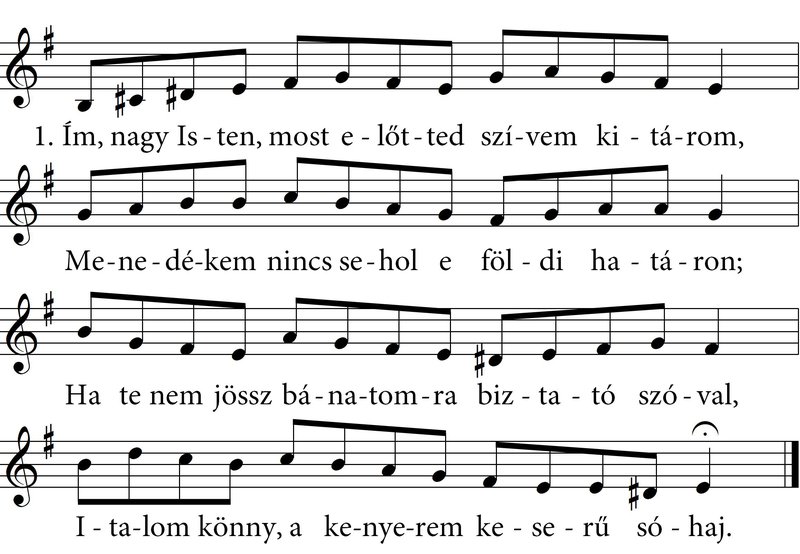 1. Ím, nagy Is - ten, most e - lőt - ted szí - vem ki - tá - rom,
Me - ne - dé - kem nincs se - hol e föl - di ha - tá - ron;
Ha te nem jössz bá - na - tom - ra biz - ta - tó szó - val,
I - ta - lom könny, a ke - nye - rem ke - se - rű só - haj.